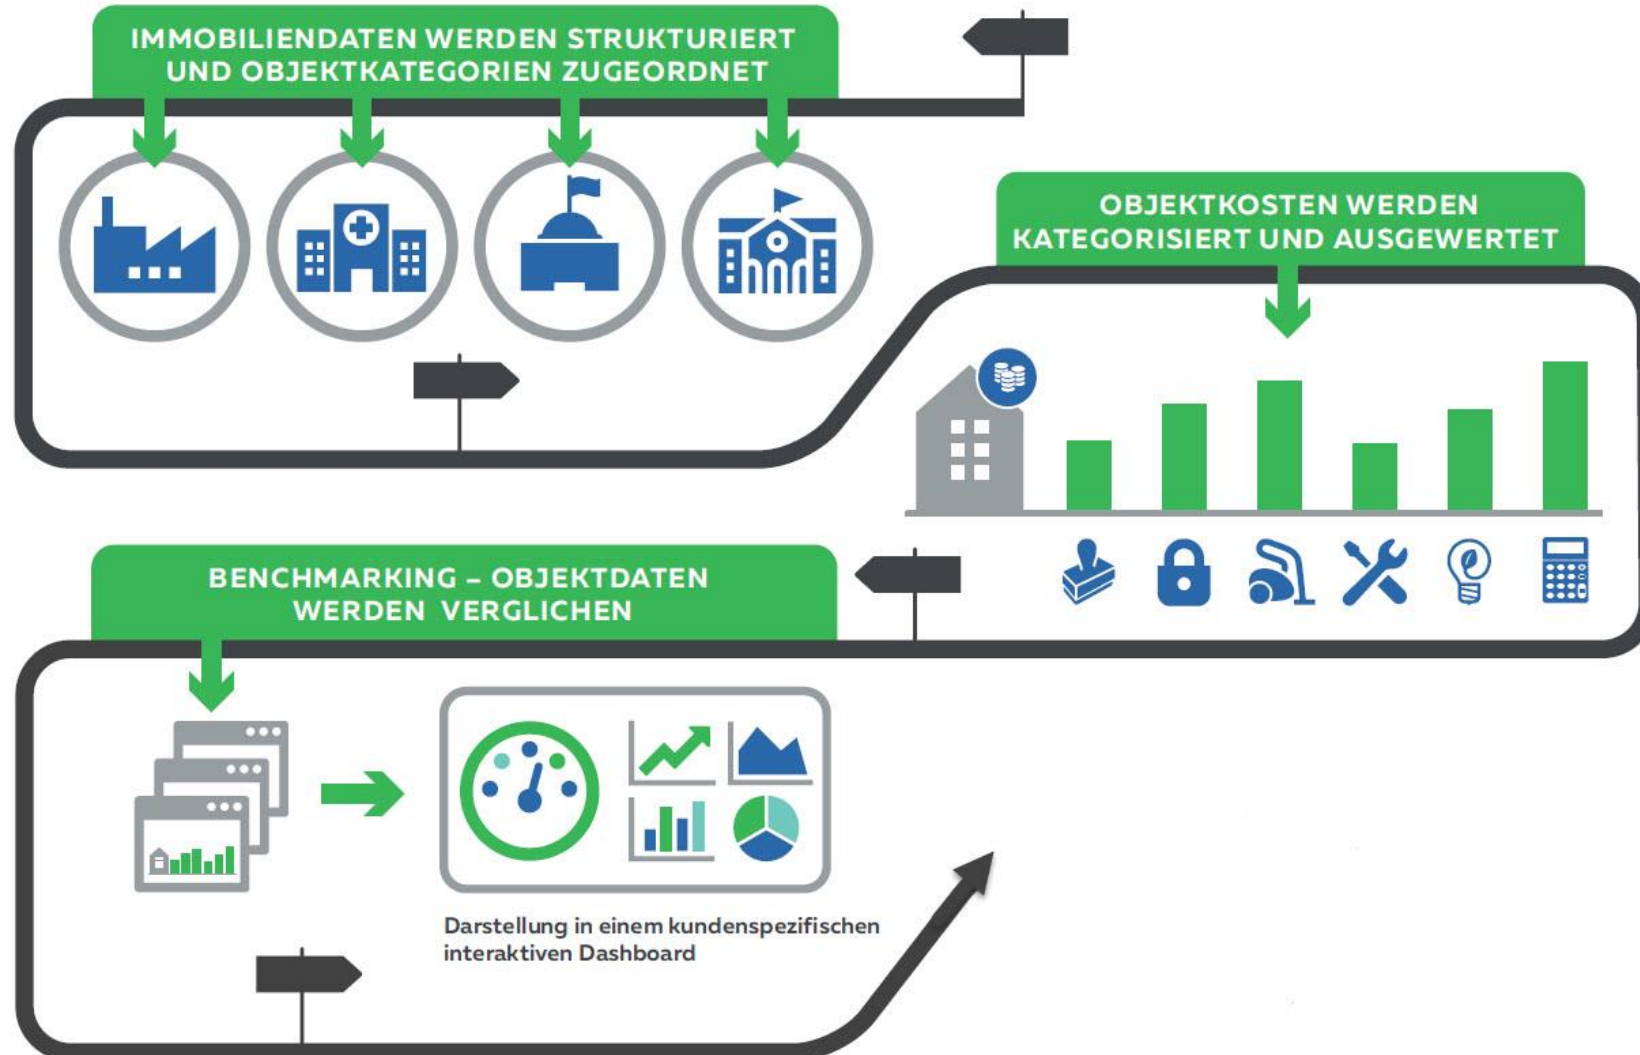 IMMOBILIENDATEN WERDEN STRUKTURIERT
UND OBJEKTKATEGORIEN ZUGEORDNET
OBJEKTKOSTEN WERDEN
KATEGORISIERT UND AUSGEWERTET
BENCHMARKING – OBJEKTDATEN
WERDEN VERGLICHEN
Darstellung in einem kundenspezifischen
interaktiven Dashboard